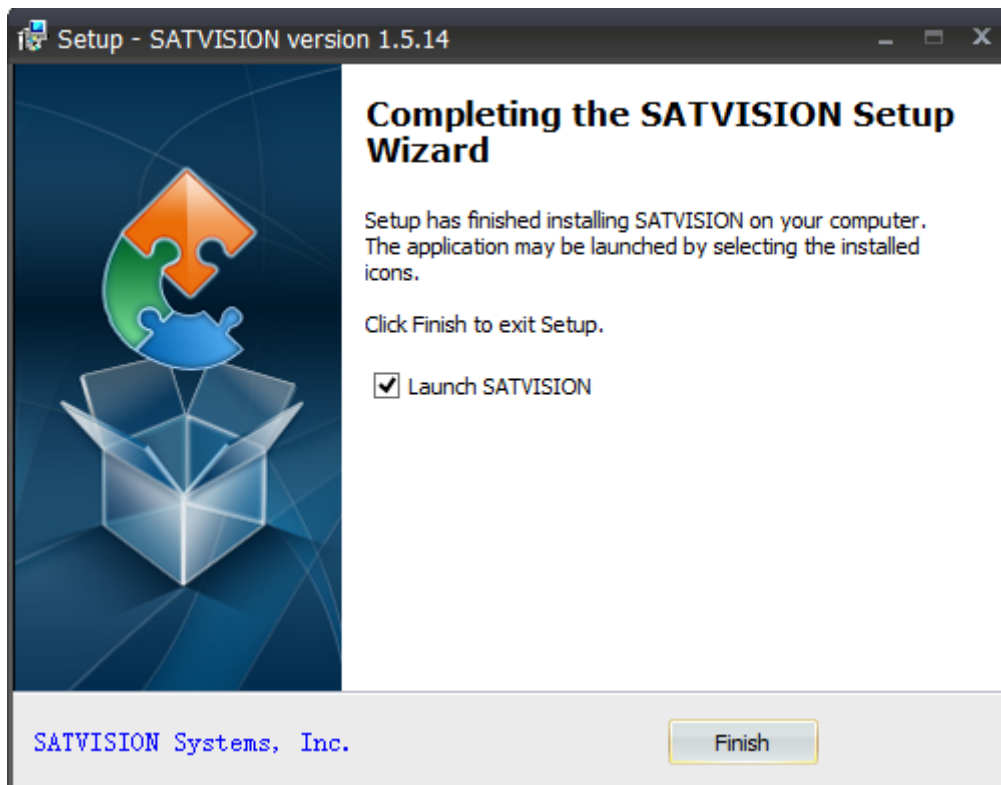 Setup - SATVISION version 1.5.14
Completing the SATVISION Setup
Wizard
Setup has finished installing SATVISION on your computer.
The application may be launched by selecting the installed
icons.
Click Finish to exit Setup.
Launch SATVISION
SATVISION Systems, Inc.
Finish